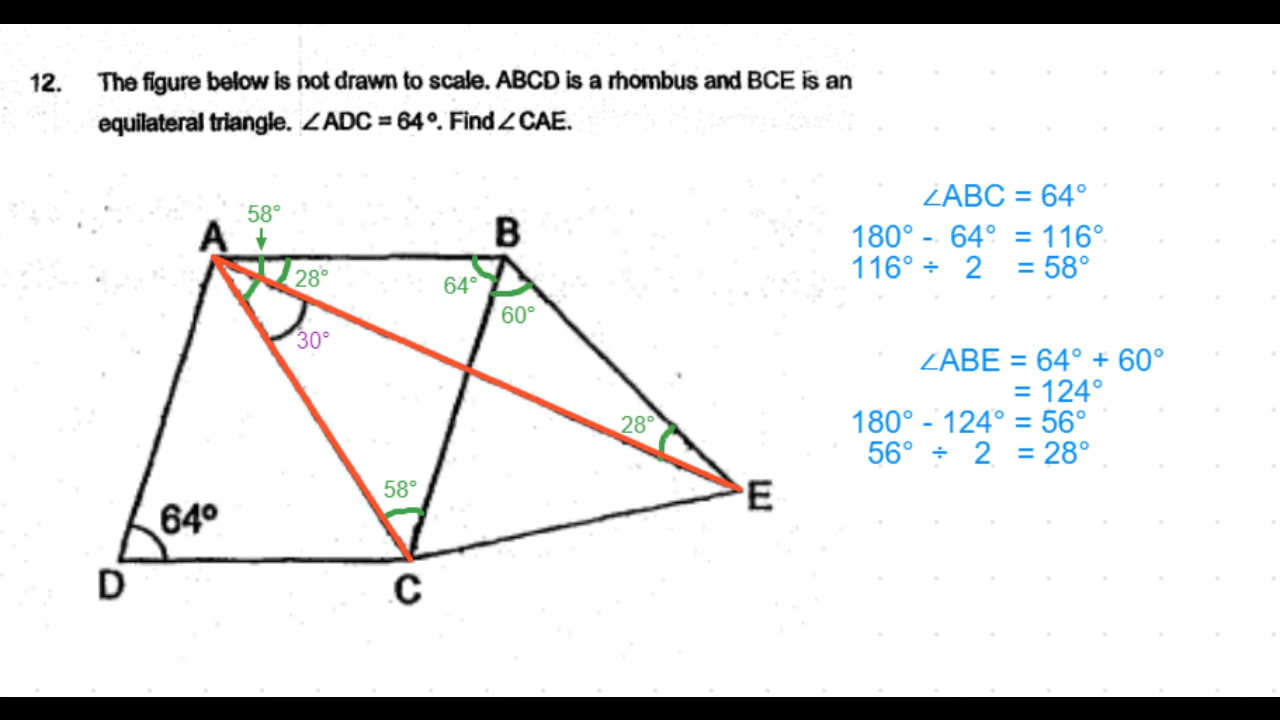 12. The figure below is not drawn to scale. ABCD is a rhombus and BCE is an
equilateral triangle. ∠ADC = 64º. Find ∠CAE.
58°
A
B
28°
64°
60°
30°
28°
58°
64º
E
D
C
∠ABC = 64°
180° - 64° = 116°
116° ÷ 2 = 58°
∠ABE = 64° + 60°
= 124°
180° - 124° = 56°
56° ÷ 2 = 28°